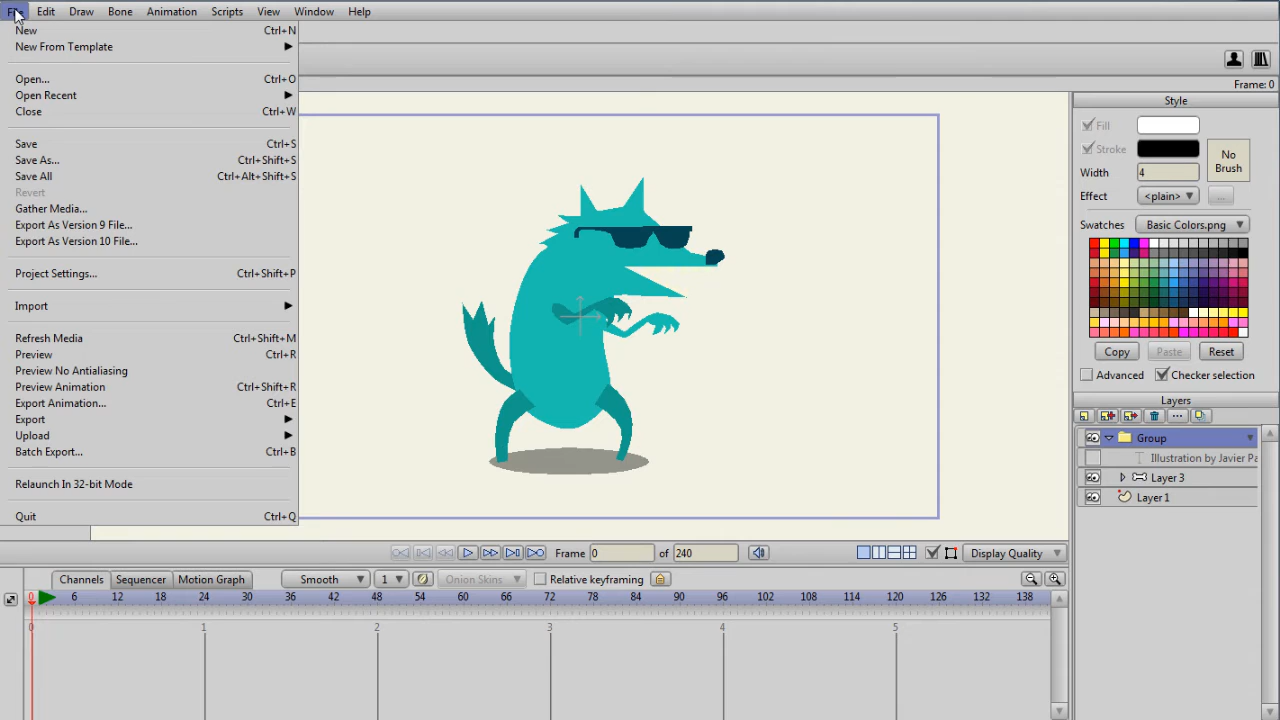 File Edit Draw Bone Animation Scripts View Window Help
New Ctrl+N
New From Template
Open... Ctrl+O
Open Recent
Close Ctrl+W
Save Ctrl+S
Save As... Ctrl+Shift+S
Save All Ctrl+Alt+Shift+S
Revert
Gather Media...
Export As Version 9 File...
Export As Version 10 File...
Project Settings... Ctrl+Shift+P
Import
Refresh Media Ctrl+Shift+M
Preview Ctrl+R
Preview No Antialiasing
Preview Animation Ctrl+Shift+R
Export Animation... Ctrl+E
Export
Upload
Batch Export... Ctrl+B
Relaunch In 32-bit Mode
Quit Ctrl+Q
Frame: 0
Style
Fill
Stroke
No Brush
Width 4
Effect <plain> ...
Swatches Basic Colors.png
Copy Paste Reset
Advanced Checker selection
Layers
Group
Illustration by Javier Pa
Layer 3
Layer 1
Frame 0 of 240 Display Quality
Channels Sequencer Motion Graph Smooth 1 Onion Skins Relative keyframing
0 6 12 18 24 30 36 42 48 54 60 66 72 78 84 90 96 102 108 114 120 126 132 138
0 1 2 3 4 5